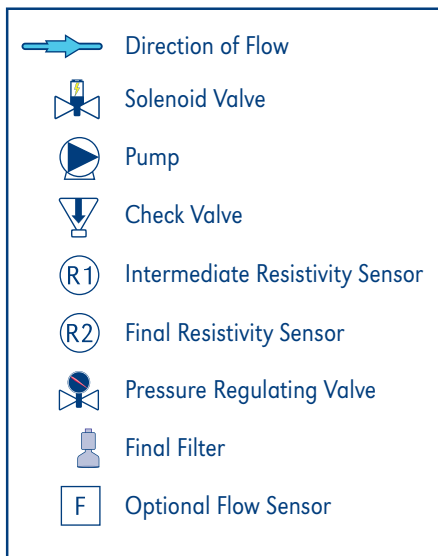 Direction of Flow
Solenoid Valve
Pump
Check Valve
R1 Intermediate Resistivity Sensor
R2 Final Resistivity Sensor
Pressure Regulating Valve
Final Filter
F Optional Flow Sensor